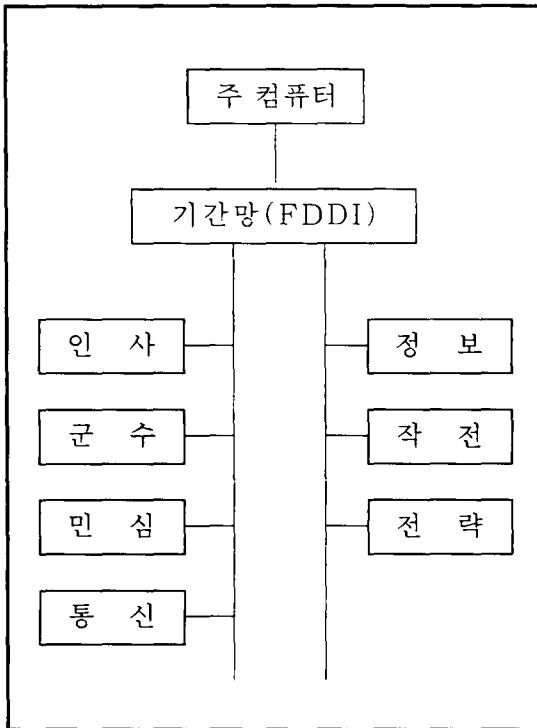 주 컴퓨터
기간망(FDDI)
인 사
정 보
군 수
작 전
민 심
전 략
통 신